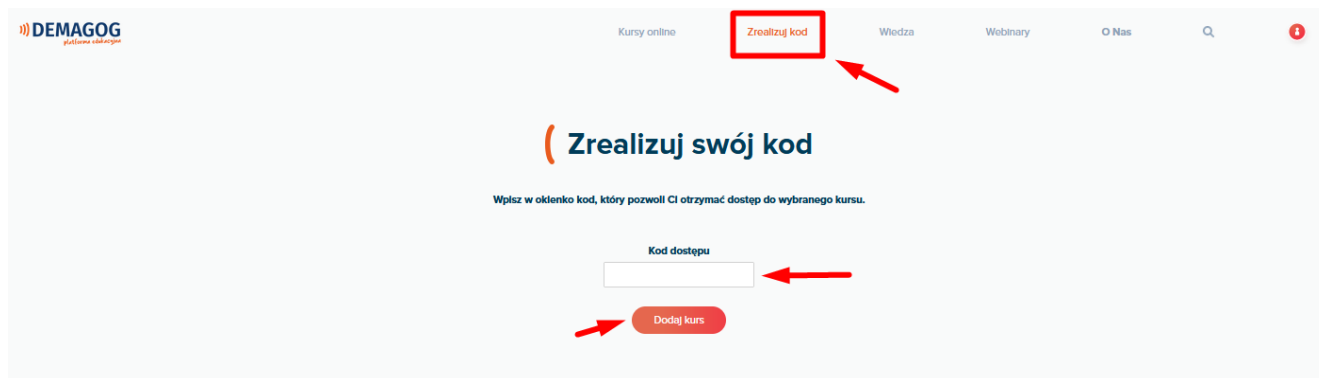 DEMAGOG
platforma edukacyjna
Kursy online
Zrealizuj kod
Wiedza
Webinary
O Nas
Zrealizuj swój kod
Wpisz w okienko kod, który pozwoli Ci otrzymać dostęp do wybranego kursu.
Kod dostępu
Dodaj kurs